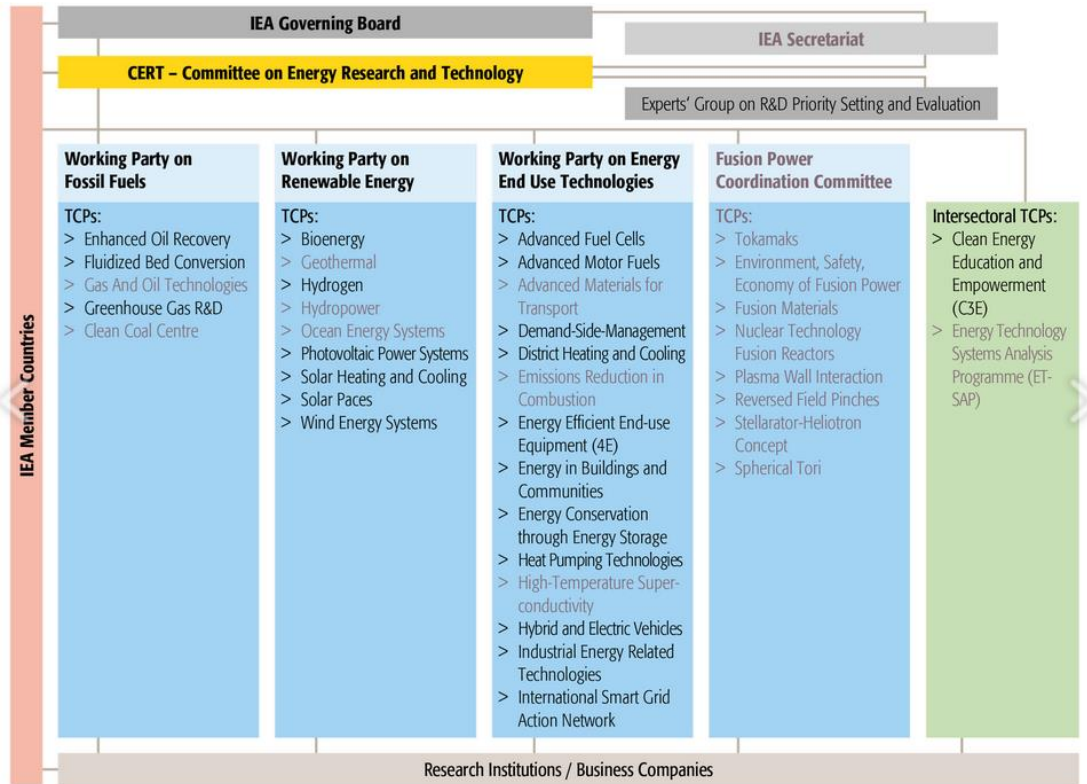 IEA Governing Board
IEA Secretariat
CERT – Committee on Energy Research and Technology
Experts' Group on R&D Priority Setting and Evaluation
IEA Member Countries
Working Party on
Fossil Fuels
TCPs:
> Enhanced Oil Recovery
> Fluidized Bed Conversion
> Gas And Oil Technologies
> Greenhouse Gas R&D
> Clean Coal Centre
Working Party on
Renewable Energy
TCPs:
> Bioenergy
> Geothermal
> Hydrogen
> Hydropower
> Ocean Energy Systems
> Photovoltaic Power Systems
> Solar Heating and Cooling
> Solar Paces
> Wind Energy Systems
Working Party on Energy
End Use Technologies
TCPs:
> Advanced Fuel Cells
> Advanced Motor Fuels
> Advanced Materials for
Transport
> Demand-Side-Management
> District Heating and Cooling
> Emissions Reduction in
Combustion
> Energy Efficient End-use
Equipment (4E)
> Energy in Buildings and
Communities
> Energy Conservation
through Energy Storage
> Heat Pumping Technologies
> High-Temperature Super-
conductivity
> Hybrid and Electric Vehicles
> Industrial Energy Related
Technologies
> International Smart Grid
Action Network
Fusion Power
Coordination Committee
TCPs:
> Tokamaks
> Environment, Safety,
Economy of Fusion Power
> Fusion Materials
> Nuclear Technology
Fusion Reactors
> Plasma Wall Interaction
> Reversed Field Pinches
> Stellarator-Heliotron
Concept
> Spherical Tori
Intersectoral TCPs:
> Clean Energy
Education and
Empowerment
(C3E)
> Energy Technology
Systems Analysis
Programme (ET-
SAP)
Research Institutions / Business Companies